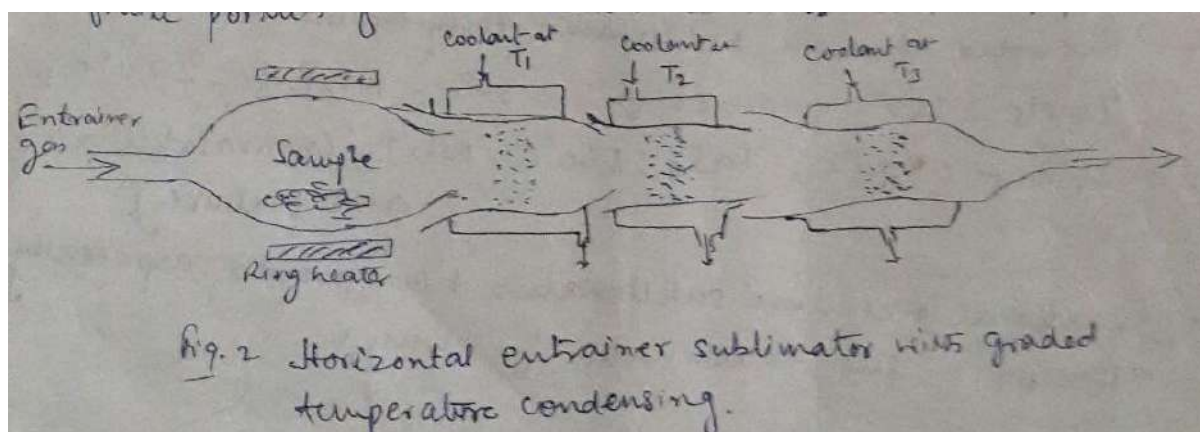 coolant at
T1
coolant at
T2
coolant at
T3
Entrainer
gas
Sample
Ring heater
Fig. 2 Horizontal entrainer sublimator with graded
temperature condensing.